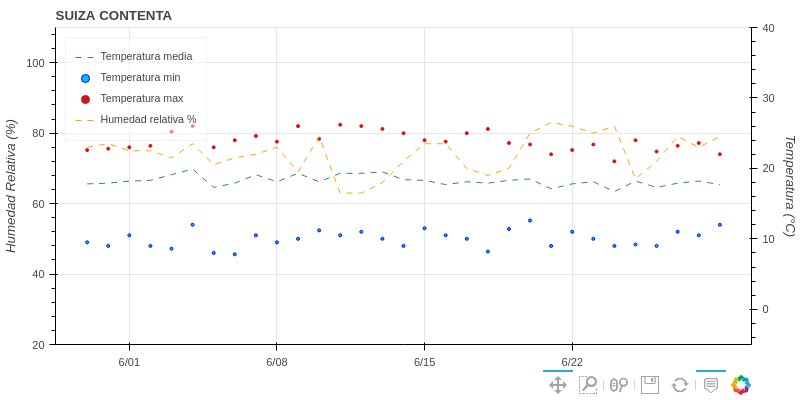 SUIZA CONTENTA
Temperatura media
Temperatura min
Temperatura max
Humedad relativa %
Humedad Relativa (%)
100
80
60
40
20
40
30
20
10
0
Temperatura (°C)
6/01
6/08
6/15
6/22